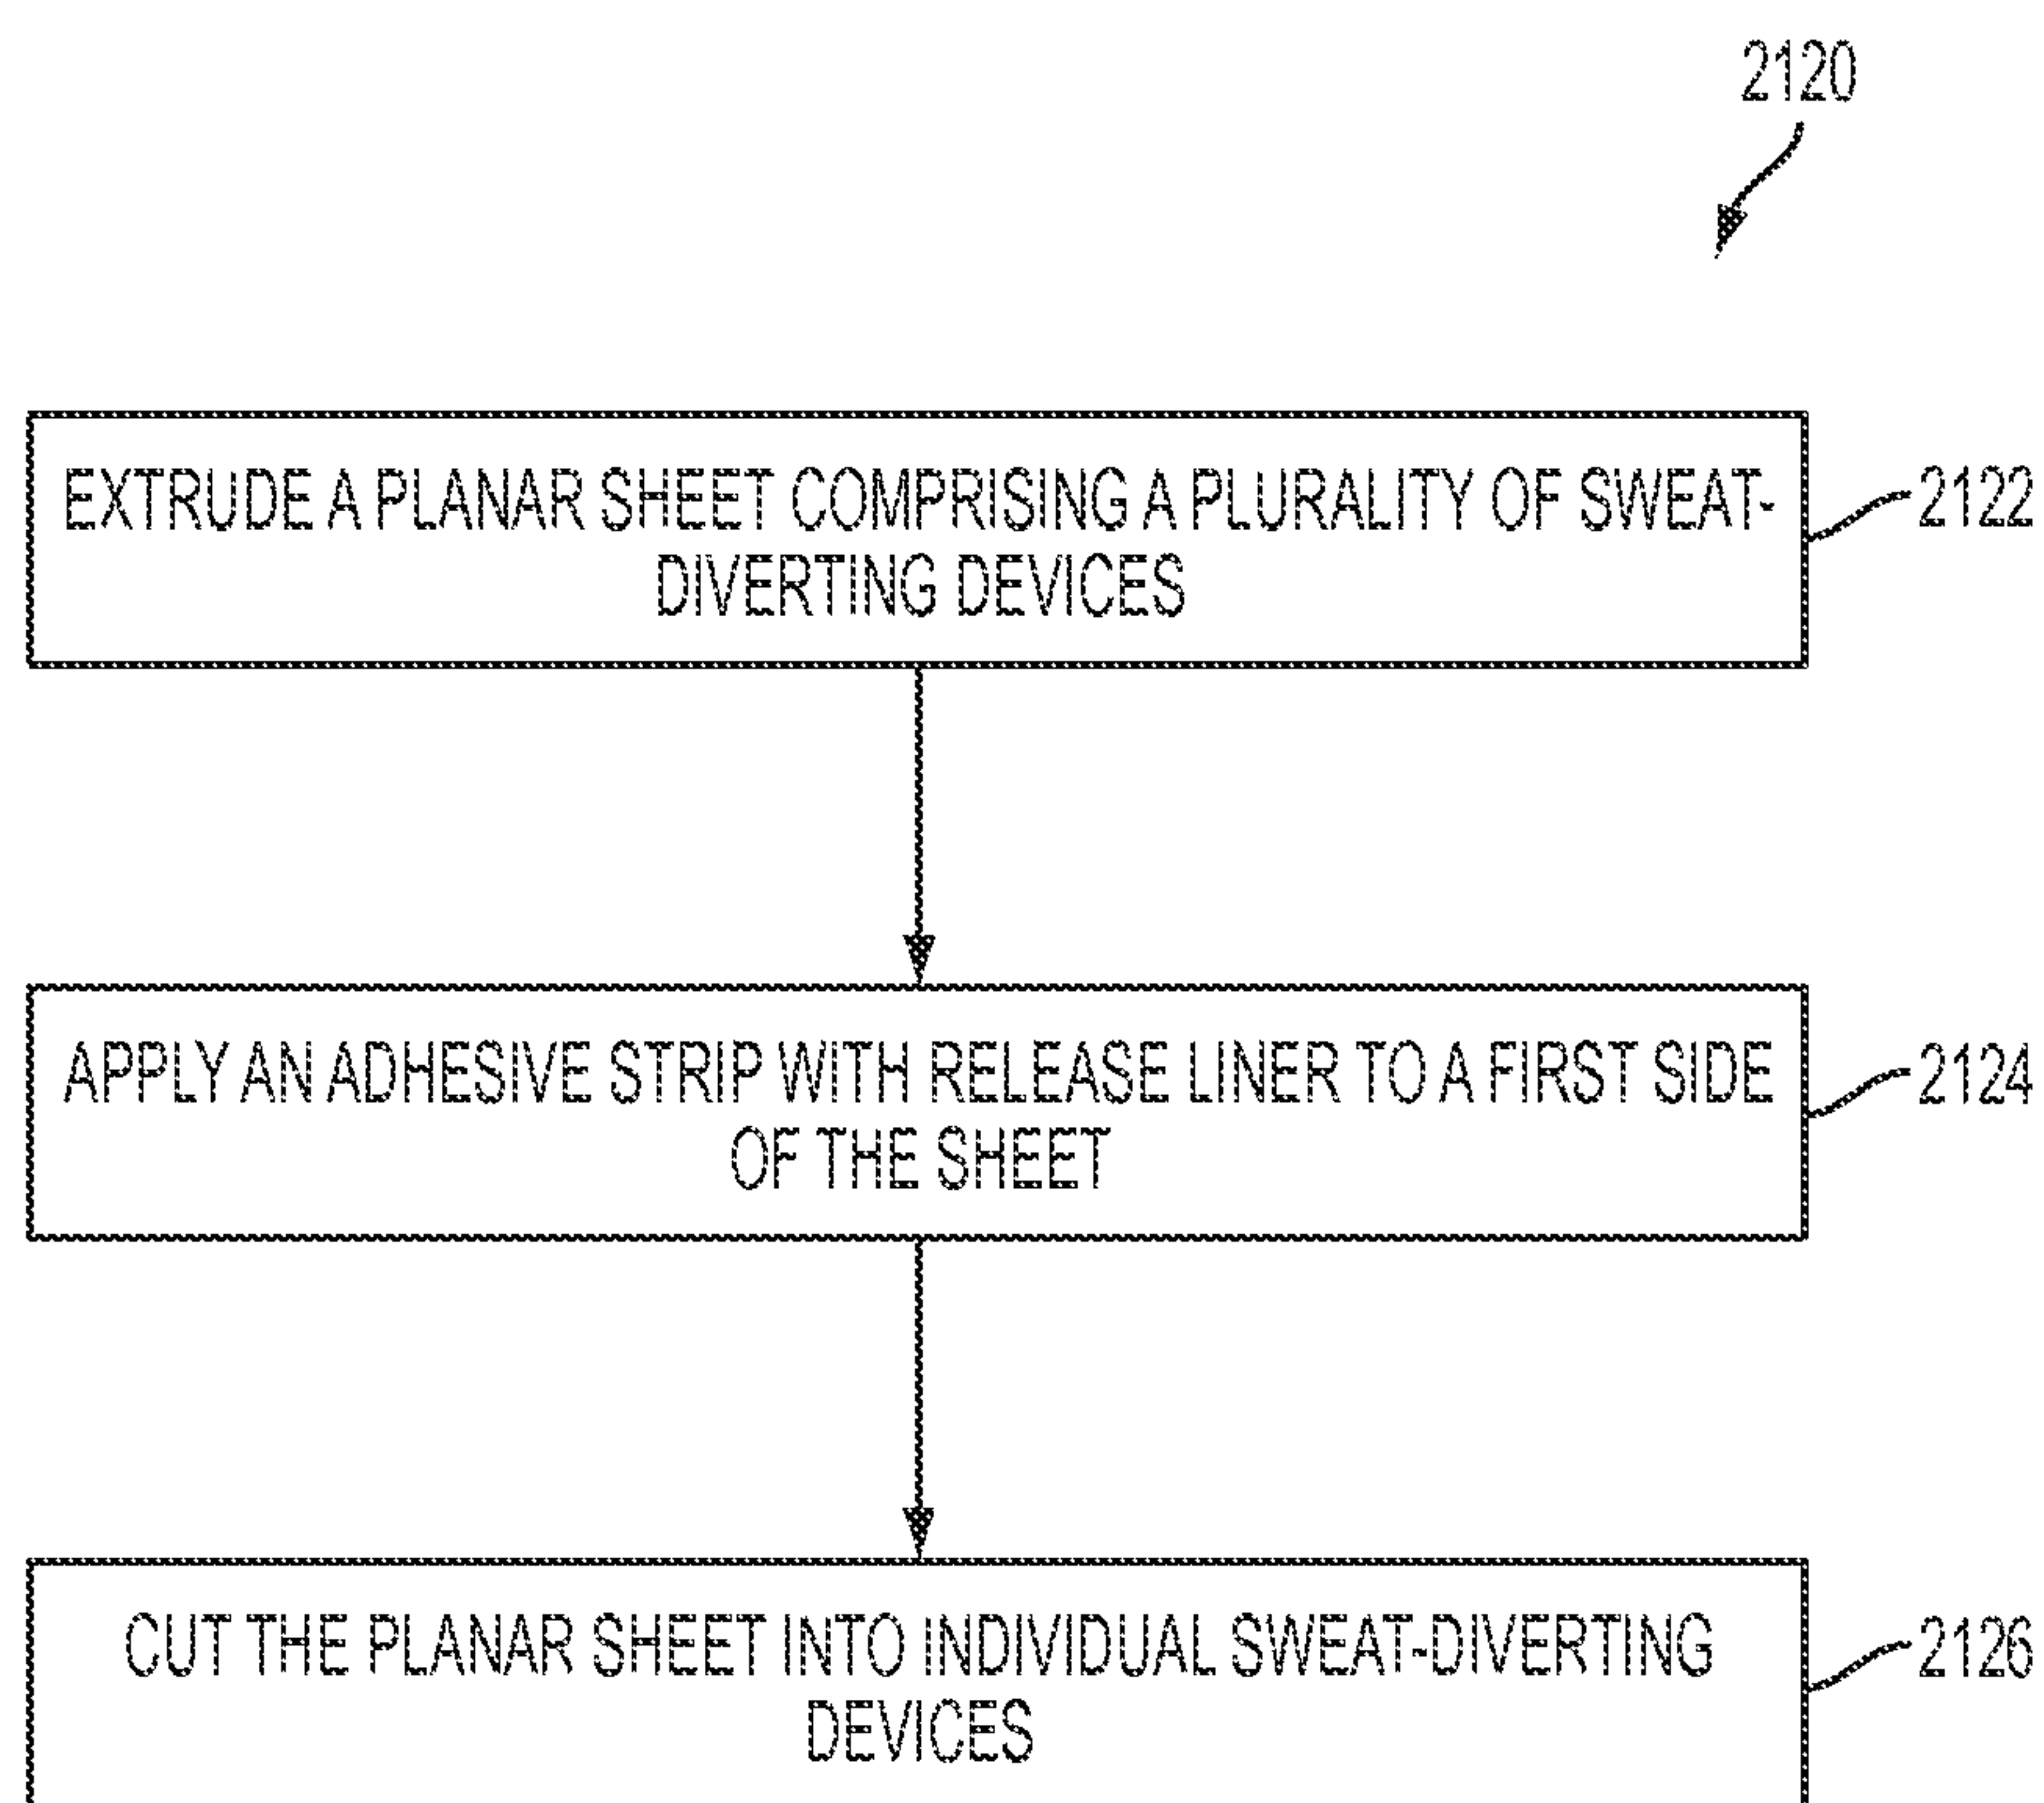 2120
EXTRUDE A PLANAR SHEET COMPRISING A PLURALITY OF SWEAT-
DIVERTING DEVICES
2122
APPLY AN ADHESIVE STRIP WITH RELEASE LINER TO A FIRST SIDE
OF THE SHEET
2124
CUT THE PLANAR SHEET INTO INDIVIDUAL SWEAT-DIVERTING
DEVICES
2126